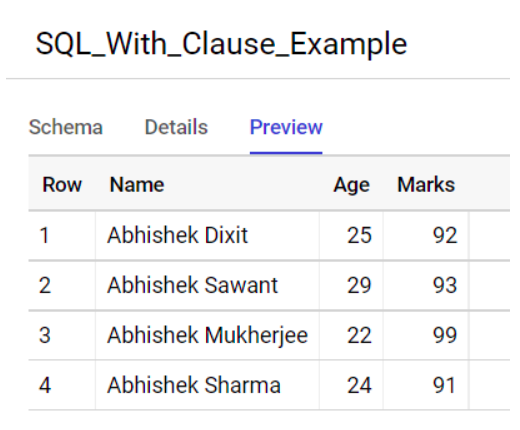 SQL_With_Clause_Example
Schema Details Preview
Row Name Age Marks
1 Abhishek Dixit 25 92
2 Abhishek Sawant 29 93
3 Abhishek Mukherjee 22 99
4 Abhishek Sharma 24 91